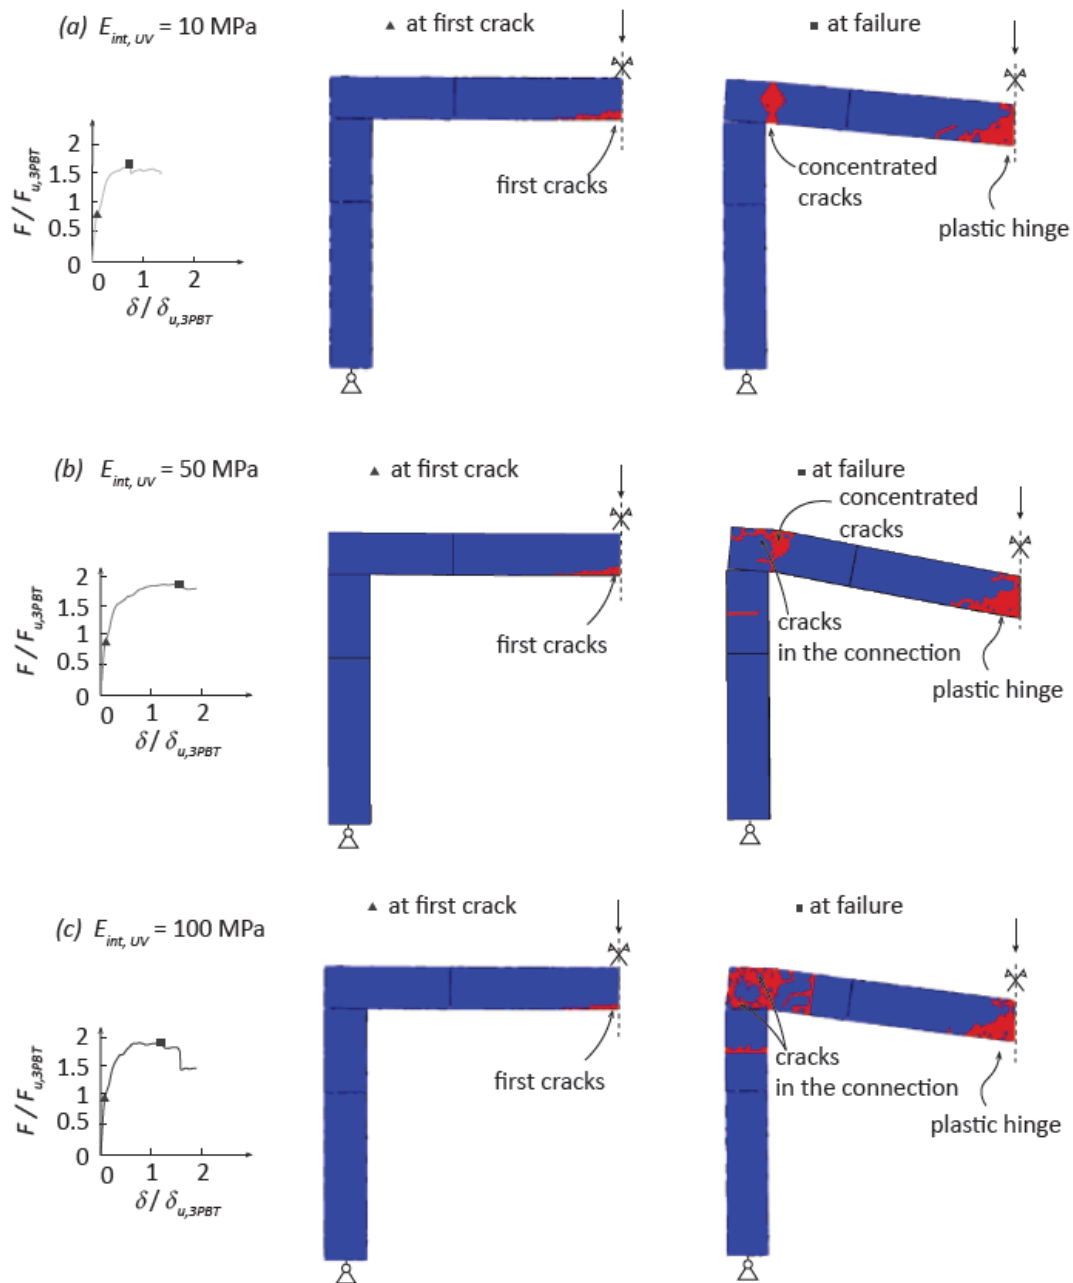 (a) E_int, UV = 10 MPa
▲ at first crack
■ at failure
F / F_u,3PBT
2
1.5
1
0.5
0
0 1 2
δ / δ_u,3PBT
first cracks
concentrated
cracks
plastic hinge
(b) E_int, UV = 50 MPa
▲ at first crack
■ at failure
F / F_u,3PBT
2
1.5
1
0.5
0
0 1 2
δ / δ_u,3PBT
first cracks
concentrated
cracks
cracks
in the connection
plastic hinge
(c) E_int, UV = 100 MPa
▲ at first crack
■ at failure
F / F_u,3PBT
2
1.5
1
0.5
0
0 1 2
δ / δ_u,3PBT
first cracks
cracks
in the connection
plastic hinge